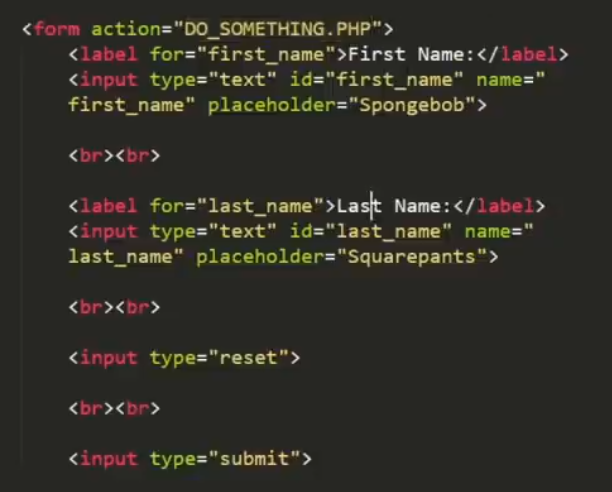 <form action="DO_SOMETHING.PHP">
<label for="first_name">First Name:</label>
<input type="text" id="first_name" name="
first_name" placeholder="Spongebob">
<br><br>
<label for="last_name">Last Name:</label>
<input type="text" id="last_name" name="
last_name" placeholder="Squarepants">
<br><br>
<input type="reset">
<br><br>
<input type="submit">